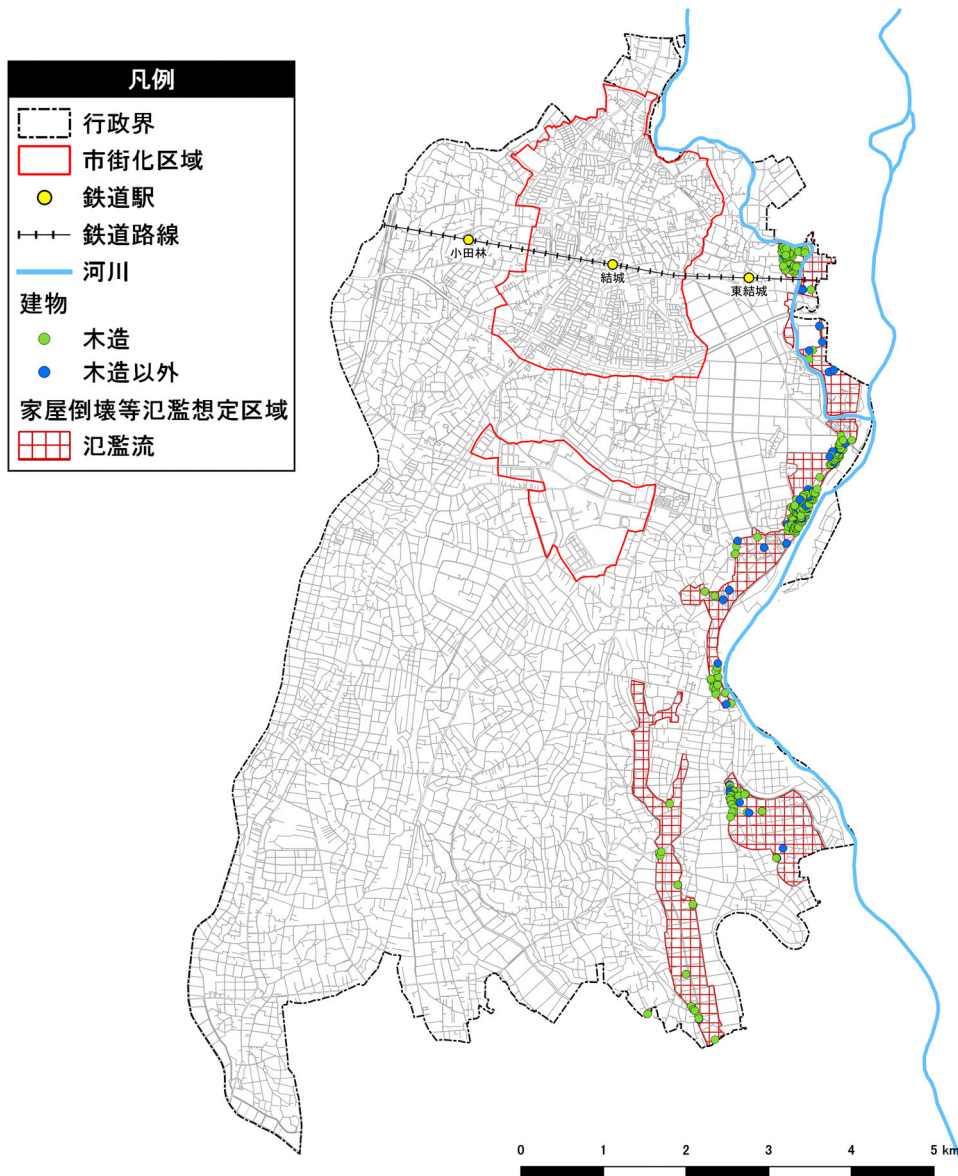 凡例
行政界
市街化区域
鉄道駅
鉄道路線
河川
建物
木造
木造以外
家屋倒壊等氾濫想定区域
氾濫流
小田林
結城
東結城
0 1 2 3 4 5 km